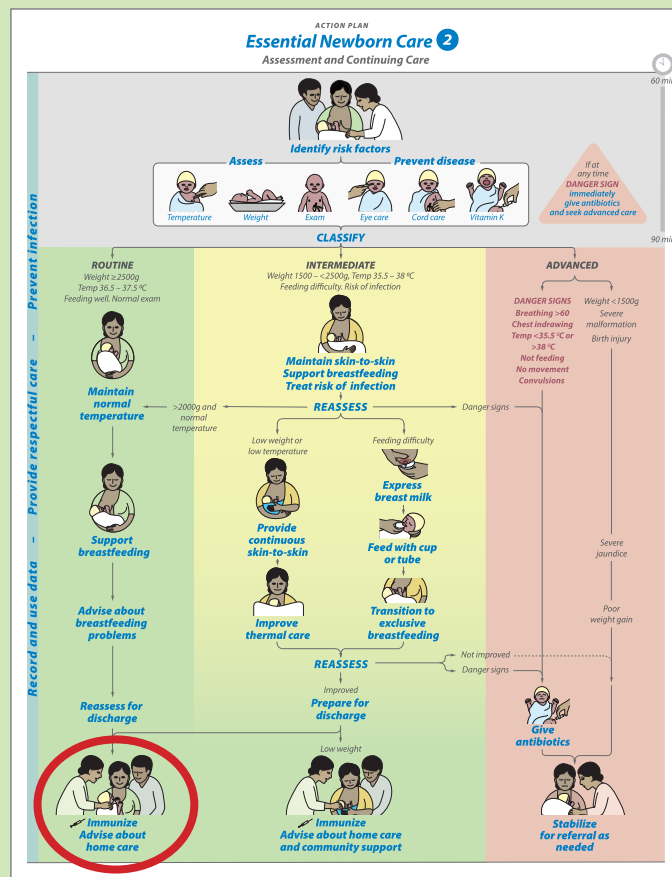 ACTION PLAN
Essential Newborn Care 2
Assessment and Continuing Care
60 min
Identify risk factors
Assess
Prevent disease
Temperature
Weight
Exam
Eye care
Cord care
Vitamin K
If at
any time
DANGER SIGN
immediately
give antibiotics
and seek advanced care
CLASSIFY
90 min
Prevent infection
–
Provide respectful care
–
Record and use data
ROUTINE
Weight ≥2500g
Temp 36.5 – 37.5 ºC
Feeding well. Normal exam
Maintain
normal
temperature
Support
breastfeeding
Advise about
breastfeeding
problems
Reassess for
discharge
Immunize
Advise about
home care
INTERMEDIATE
Weight 1500 – <2500g, Temp 35.5 – 38 ºC
Feeding difficulty. Risk of infection
Maintain skin-to-skin
Support breastfeeding
Treat risk of infection
REASSESS
>2000g and
normal
temperature
Danger signs
Low weight or
low temperature
Provide
continuous
skin-to-skin
Improve
thermal care
Feeding difficulty
Express
breast milk
Feed with cup
or tube
Transition to
exclusive
breastfeeding
REASSESS
Not improved
Danger signs
Improved
Prepare for
discharge
Low weight
Immunize
Advise about home care
and community support
ADVANCED
DANGER SIGNS
Breathing >60
Chest indrawing
Temp <35.5 ºC or
>38 ºC
Not feeding
No movement
Convulsions
Weight <1500g
Severe
malformation
Birth injury
Severe
jaundice
Poor
weight gain
Give
antibiotics
Stabilize
for referral as
needed